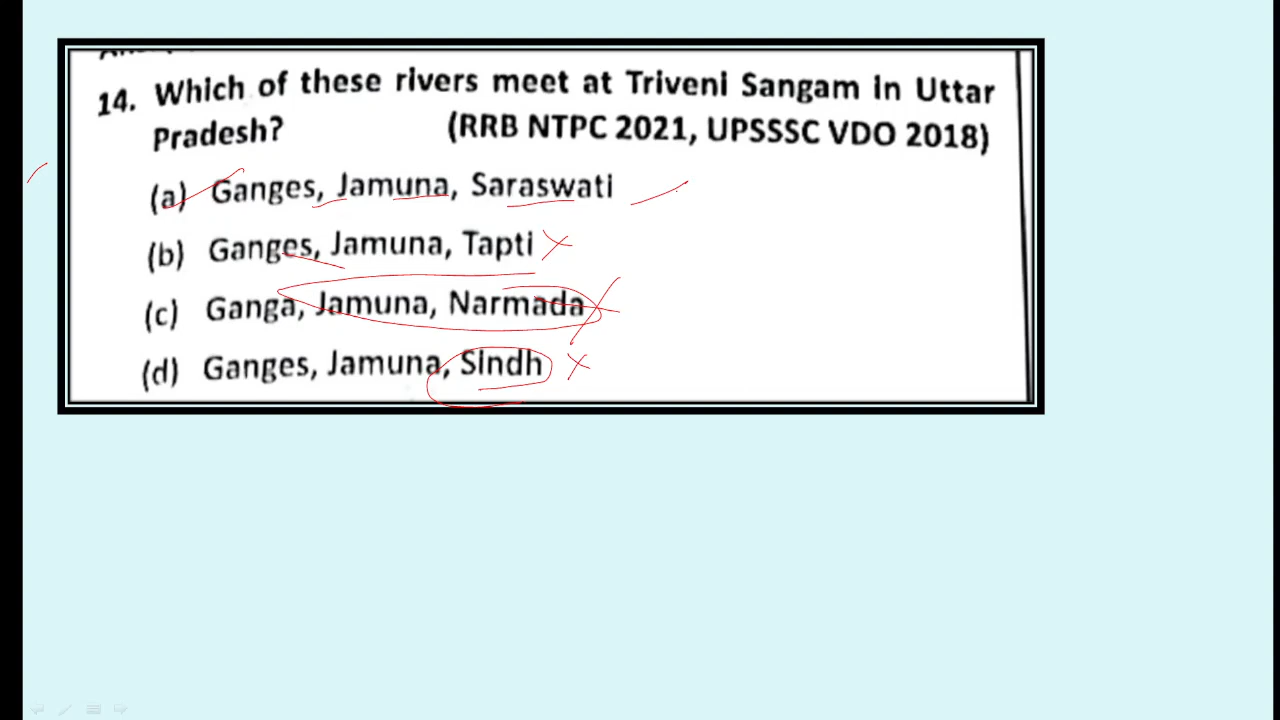 14. Which of these rivers meet at Triveni Sangam in Uttar
Pradesh? (RRB NTPC 2021, UPSSSC VDO 2018)
(a) Ganges, Jamuna, Saraswati
(b) Ganges, Jamuna, Tapti
(c) Ganga, Jamuna, Narmada
(d) Ganges, Jamuna, Sindh